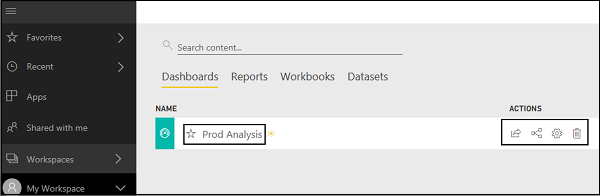 Favorites
Recent
Apps
Shared with me
Workspaces
My Workspace
Search content...
Dashboards Reports Workbooks Datasets
NAME ACTIONS
Prod Analysis